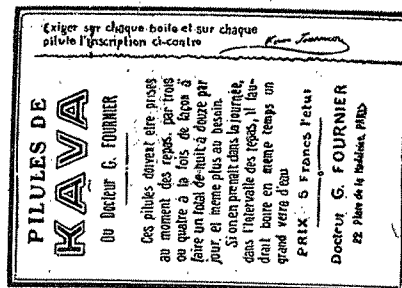 Exiger sur chaque boîte et sur chaque
pilule l'inscription ci-contre
PILULES DE
KAVA
DU Docteur G. FOURNIER
Ces pilules doivent être prises
au moment des repas, par trois
ou quatre à la fois de façon à
faire un total de huit à douze par
jour, et même plus au besoin.
Si on en prenait dans la journée,
dans l'intervalle des repas, il fau-
drait boire en même temps un
grand verre d'eau
PRIX 5 Francs l'étui
Docteur G. FOURNIER
22 Place de la Madeleine, PARIS